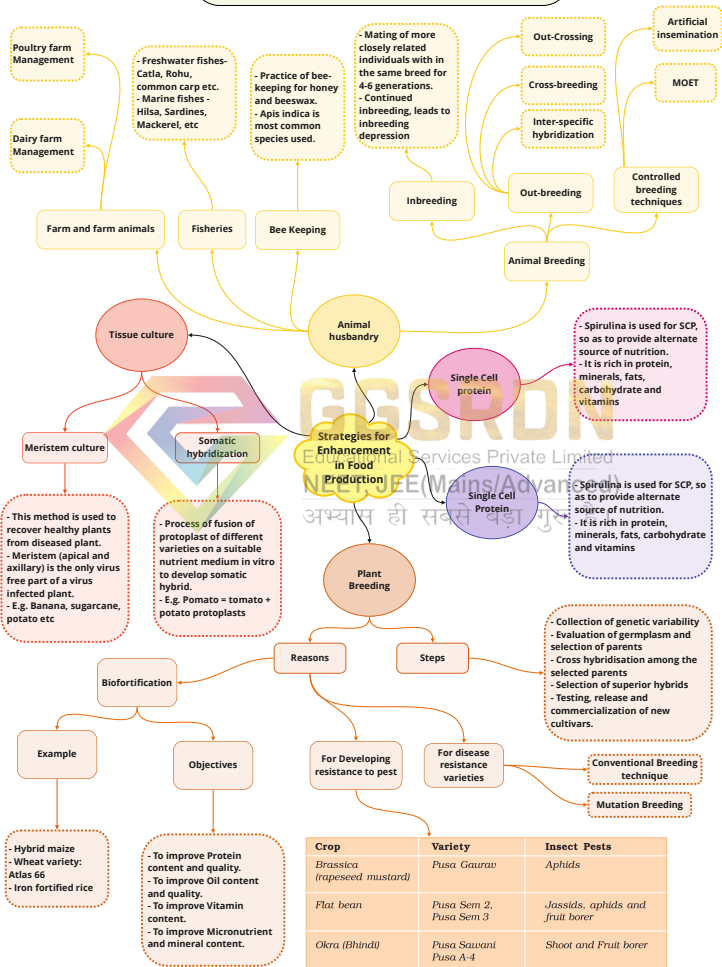 Poultry farm
Management
Dairy farm
Management
- Freshwater fishes-
Catla, Rohu,
common carp etc.
- Marine fishes -
Hilsa, Sardines,
Mackerel, etc
- Practice of bee-
keeping for honey
and beeswax.
- Apis indica is
most common
species used.
- Mating of more
closely related
individuals with in
the same breed for
4-6 generations.
- Continued
inbreeding, leads to
inbreeding
depression
Out-Crossing
Cross-breeding
Inter-specific
hybridization
Artificial
insemination
MOET
Farm and farm animals
Fisheries
Bee Keeping
Inbreeding
Out-breeding
Controlled
breeding
techniques
Animal Breeding
Tissue culture
Animal
husbandry
Single Cell
protein
- Spirulina is used for SCP,
so as to provide alternate
source of nutrition.
- It is rich in protein,
minerals, fats,
carbohydrate and
vitamins
GGSRDN
Educational Services Private Limited
NEET, JEE(Mains/Advanced)
अभ्यास ही सबसे बड़ा गुरु है।
Strategies for
Enhancement
in Food
Production
Meristem culture
Somatic
hybridization
Single Cell
Protein
- Spirulina is used for SCP, so
as to provide alternate
source of nutrition.
- It is rich in protein,
minerals, fats, carbohydrate
and vitamins
- This method is used to
recover healthy plants
from diseased plant.
- Meristem (apical and
axillary) is the only virus
free part of a virus
infected plant.
- E.g. Banana, sugarcane,
potato etc
- Process of fusion of
protoplast of different
varieties on a suitable
nutrient medium in vitro
to develop somatic
hybrid.
- E.g. Pomato = tomato +
potato protoplasts
Plant
Breeding
Reasons
Steps
- Collection of genetic variability
- Evaluation of germplasm and
selection of parents
- Cross hybridisation among the
selected parents
- Selection of superior hybrids
- Testing, release and
commercialization of new
cultivars.
Biofortification
Example
Objectives
For Developing
resistance to pest
For disease
resistance
varieties
Conventional Breeding
technique
Mutation Breeding
- Hybrid maize
- Wheat variety:
Atlas 66
- Iron fortified rice
- To improve Protein
content and quality.
- To improve Oil content
and quality.
- To improve Vitamin
content.
- To improve Micronutrient
and mineral content.
Crop Variety Insect Pests
Brassica Pusa Gaurav Aphids
(rapeseed mustard)
Flat bean Pusa Sem 2, Jassids, aphids and
Pusa Sem 3 fruit borer
Okra (Bhindi) Pusa Sawani Shoot and Fruit borer
Pusa A-4